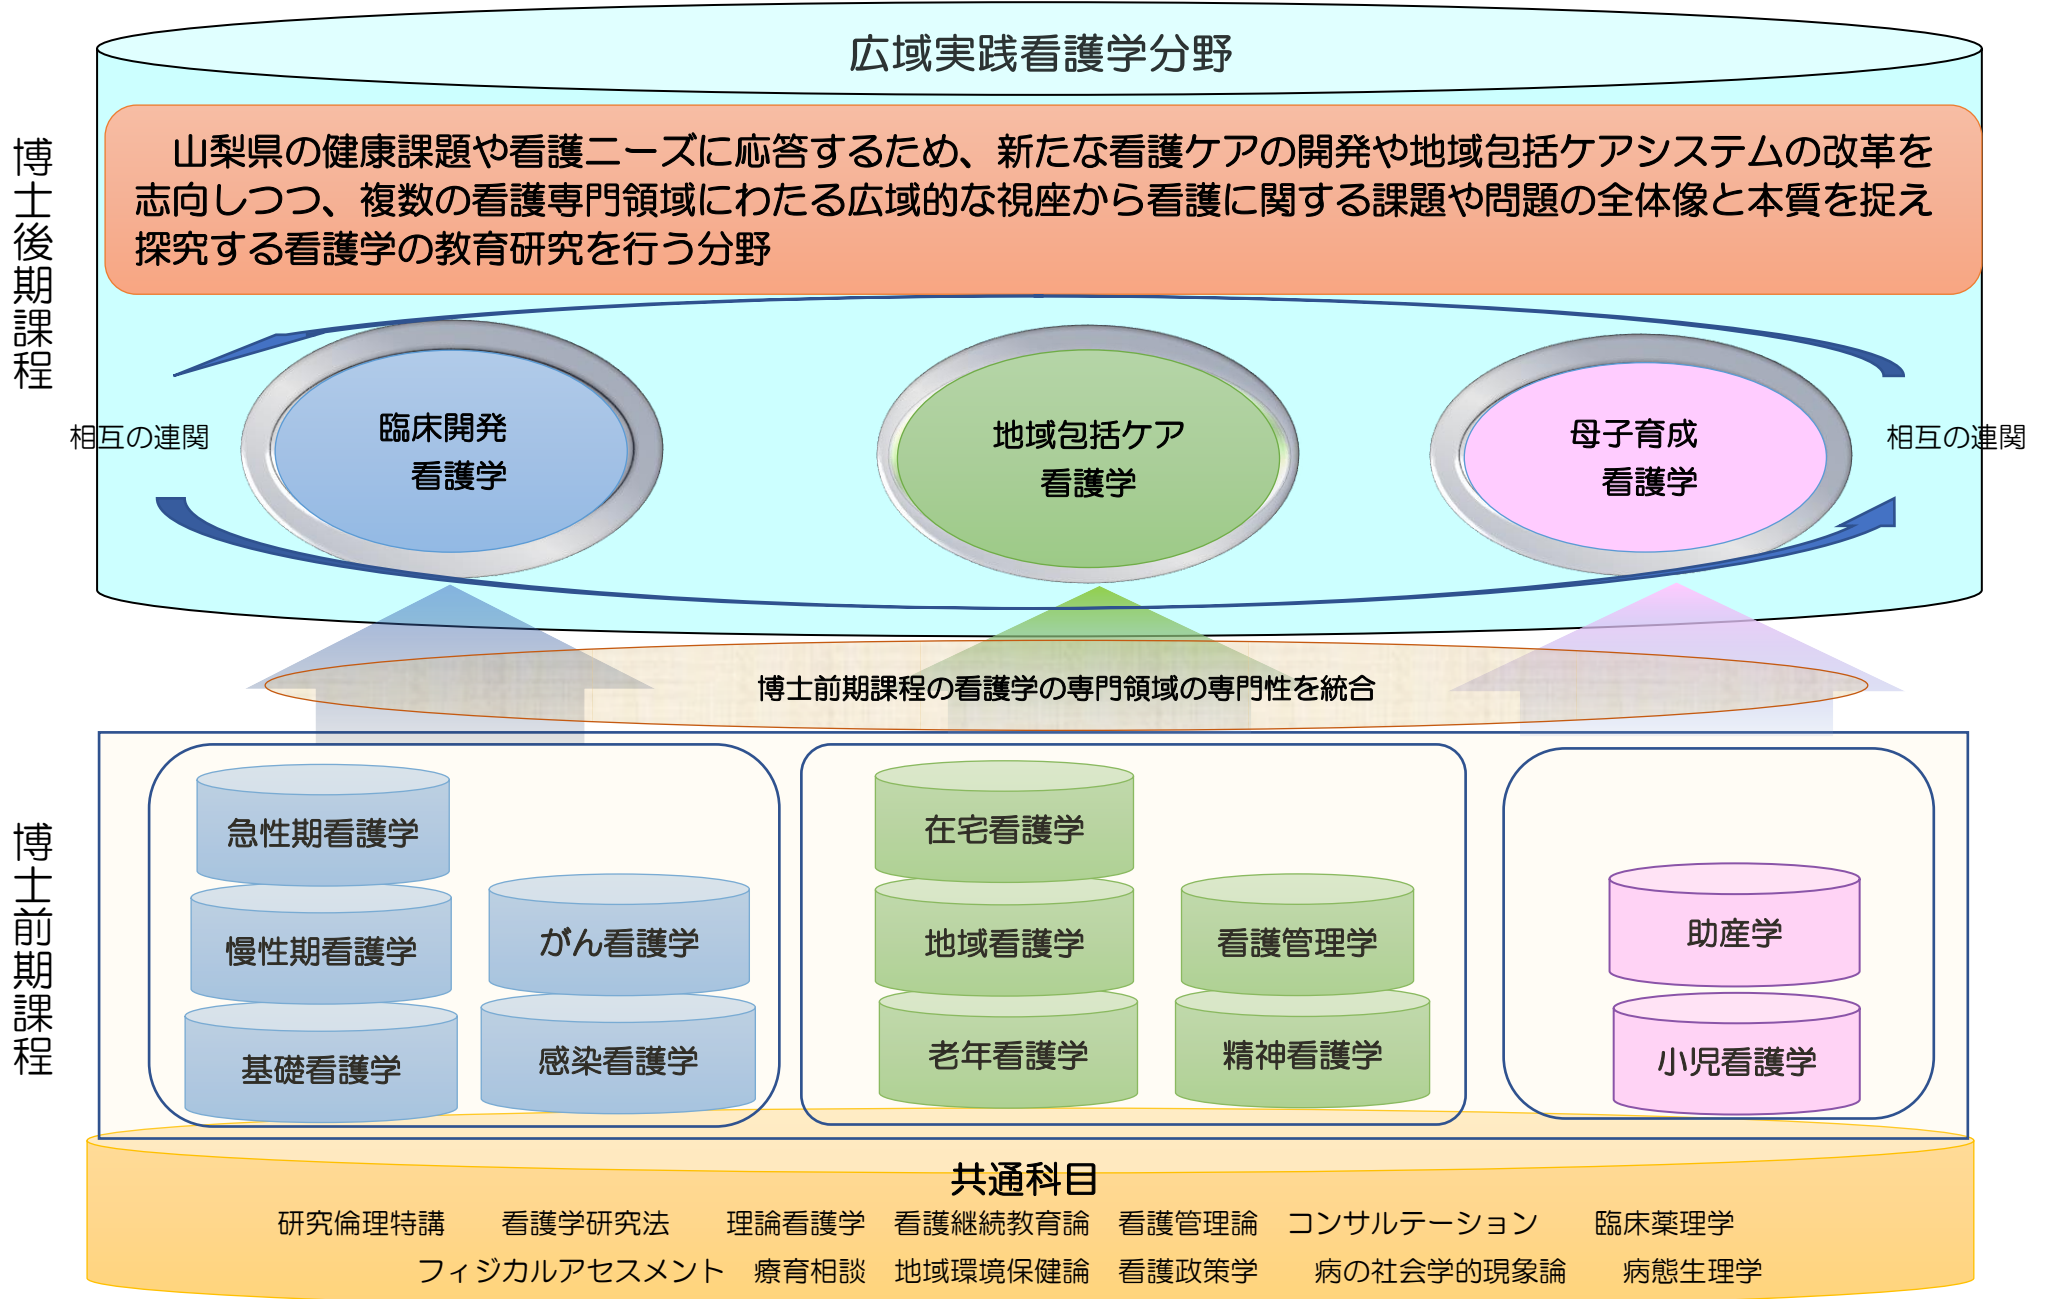 広域実践看護学分野
博士後期課程
山梨県の健康課題や看護ニーズに応答するため、新たな看護ケアの開発や地域包括ケアシステムの改革を
志向しつつ、複数の看護専門領域にわたる広域的な視座から看護に関する課題や問題の全体像と本質を捉え
探究する看護学の教育研究を行う分野
相互の連関
臨床開発
看護学
地域包括ケア
看護学
母子育成
看護学
相互の連関
博士前期課程の看護学の専門領域の専門性を統合
博士前期課程
急性期看護学
慢性期看護学
基礎看護学
がん看護学
感染看護学
在宅看護学
地域看護学
老年看護学
看護管理学
精神看護学
助産学
小児看護学
共通科目
研究倫理特講 看護学研究法 理論看護学 看護継続教育論 看護管理論 コンサルテーション 臨床薬理学
フィジカルアセスメント 療育相談 地域環境保健論 看護政策学 病の社会学的現象論 病態生理学